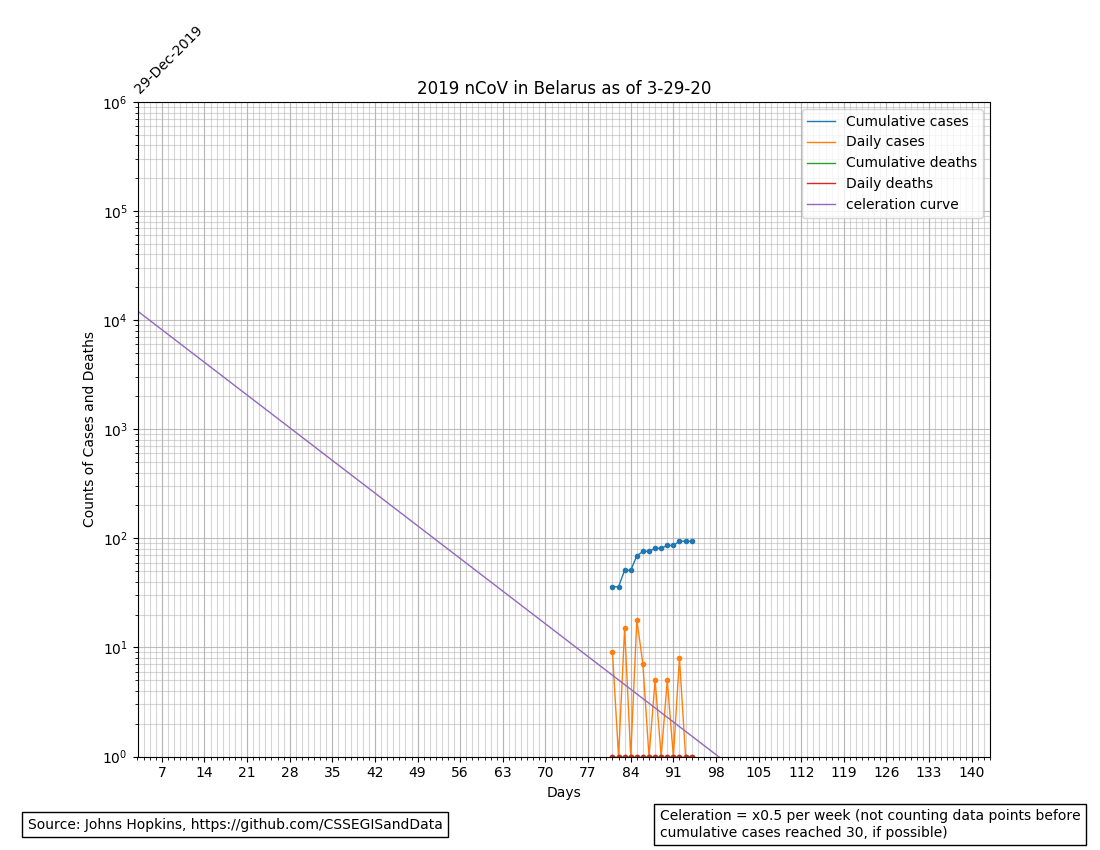 29-Dec-2019
2019 nCoV in Belarus as of 3-29-20
Cumulative cases
Daily cases
Cumulative deaths
Daily deaths
celeration curve
10^6
10^5
10^4
10^3
10^2
10^1
10^0
Counts of Cases and Deaths
7 14 21 28 35 42 49 56 63 70 77 84 91 98 105 112 119 126 133 140
Days
Source: Johns Hopkins, https://github.com/CSSEGISandData
Celeration = x0.5 per week (not counting data points before
cumulative cases reached 30, if possible)